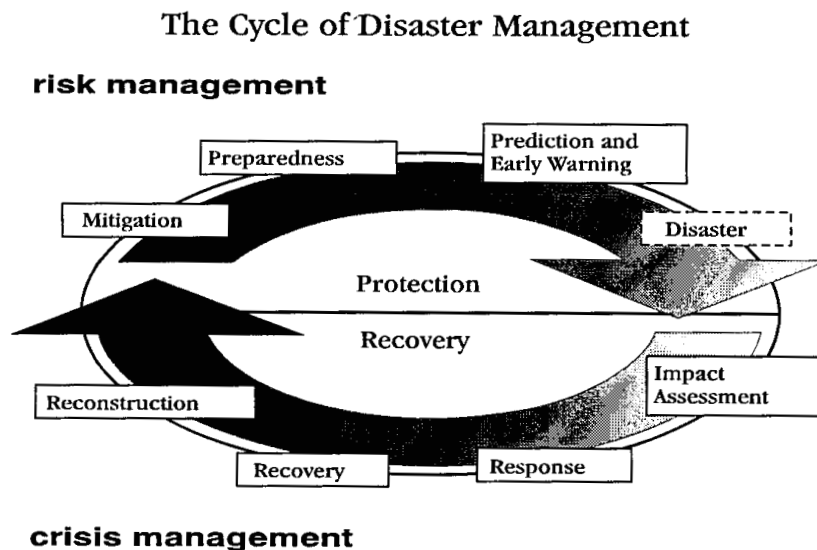 The Cycle of Disaster Management
risk management
Preparedness
Prediction and
Early Warning
Mitigation
Disaster
Protection
Recovery
Impact
Assessment
Reconstruction
Recovery
Response
crisis management